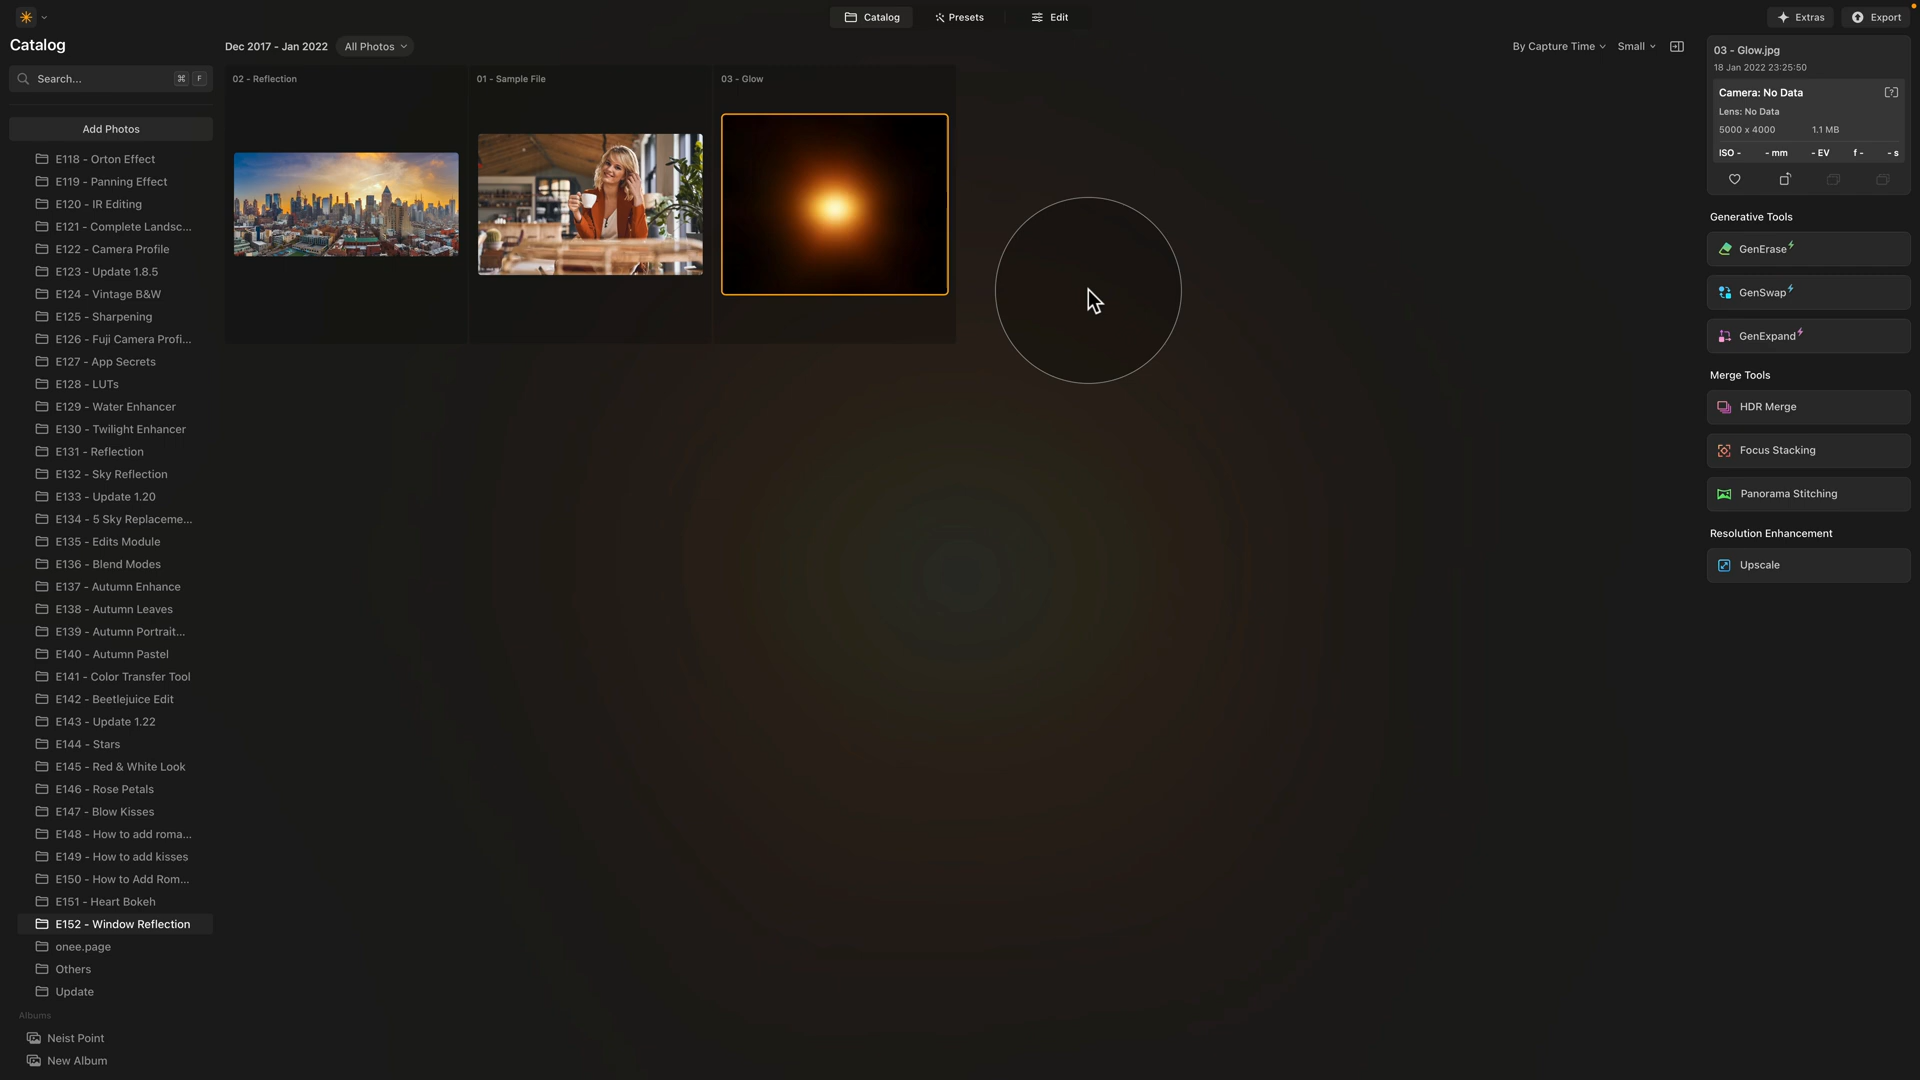 Catalog
Presets
Edit
Extras
Export
Catalog
Search...
⌘ F
Add Photos
E118 - Orton Effect
E119 - Panning Effect
E120 - IR Editing
E121 - Complete Landsc...
E122 - Camera Profile
E123 - Update 1.8.5
E124 - Vintage B&W
E125 - Sharpening
E126 - Fuji Camera Profi...
E127 - App Secrets
E128 - LUTs
E129 - Water Enhancer
E130 - Twilight Enhancer
E131 - Reflection
E132 - Sky Reflection
E133 - Update 1.20
E134 - 5 Sky Replaceme...
E135 - Edits Module
E136 - Blend Modes
E137 - Autumn Enhance
E138 - Autumn Leaves
E139 - Autumn Portrait...
E140 - Autumn Pastel
E141 - Color Transfer Tool
E142 - Beetlejuice Edit
E143 - Update 1.22
E144 - Stars
E145 - Red & White Look
E146 - Rose Petals
E147 - Blow Kisses
E148 - How to add roma...
E149 - How to add kisses
E150 - How to Add Rom...
E151 - Heart Bokeh
E152 - Window Reflection
onee.page
Others
Update
Albums
Neist Point
New Album
Dec 2017 - Jan 2022 All Photos
By Capture Time Small
02 - Reflection
01 - Sample File
03 - Glow
03 - Glow.jpg
18 Jan 2022 23:25:50
Camera: No Data [?]
Lens: No Data
5000 x 4000 1.1 MB
ISO - - mm - EV f - - s
Generative Tools
GenErase
GenSwap
GenExpand
Merge Tools
HDR Merge
Focus Stacking
Panorama Stitching
Resolution Enhancement
Upscale